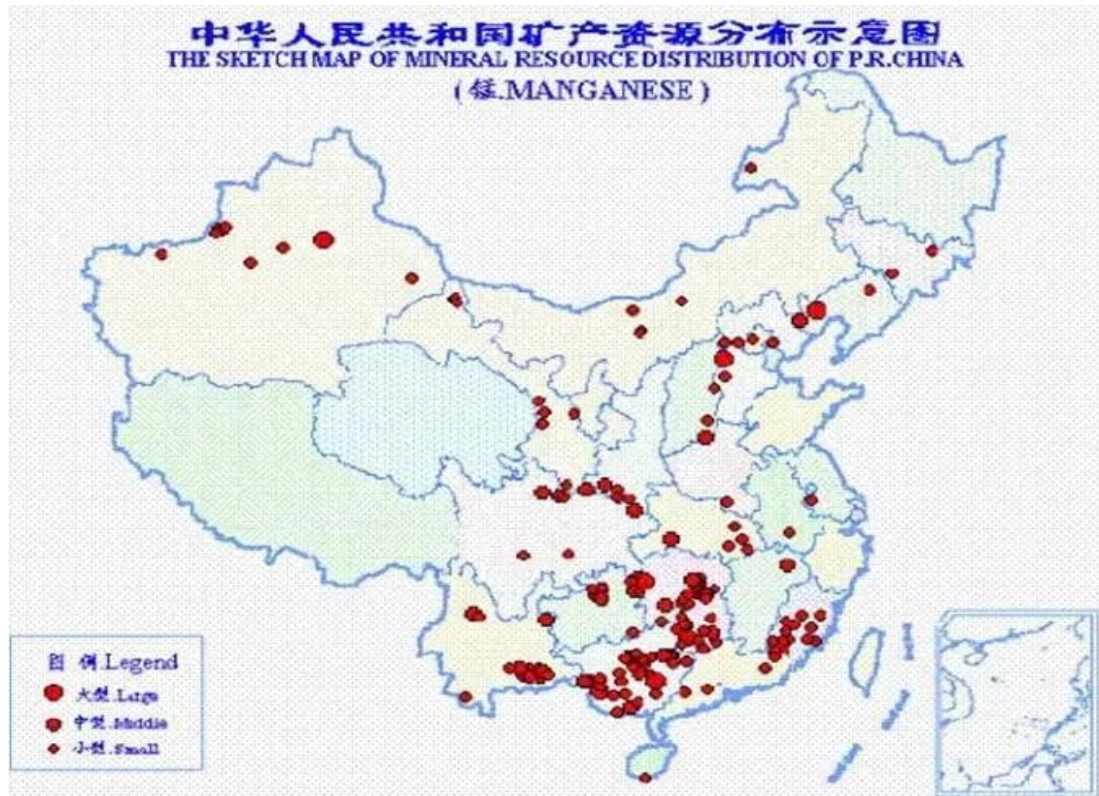 中华人民共和国矿产资源分布示意图
THE SKETCH MAP OF MINERAL RESOURCE DISTRIBUTION OF P.R.CHINA
(锰.MANGANESE)
图 例.Legend
大型.Large
中型.Middle
小型.Small